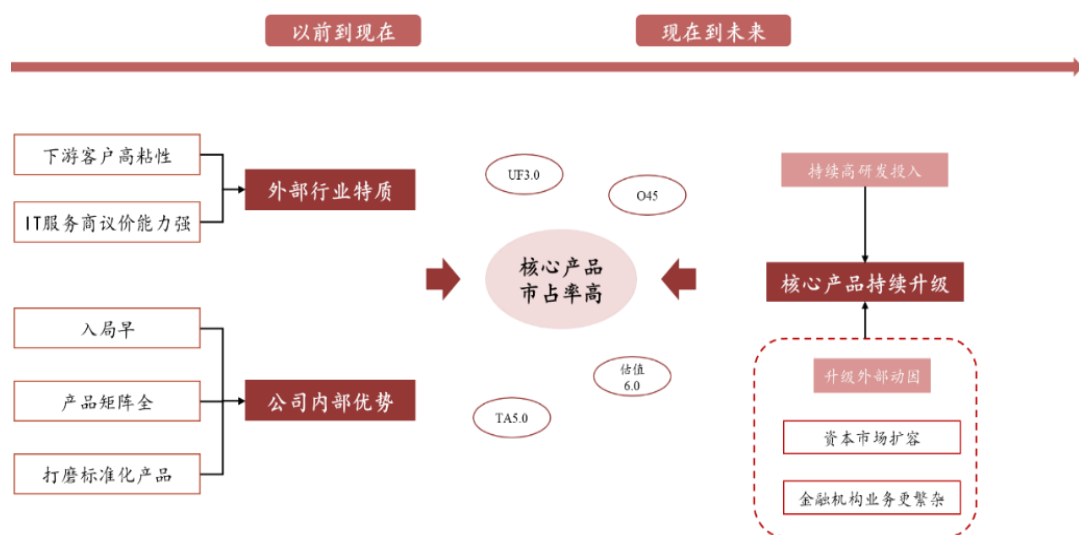 以前到现在
现在到未来
下游客户高粘性
IT服务商议价能力强
外部行业特质
入局早
产品矩阵全
打磨标准化产品
公司内部优势
UF3.0
O45
核心产品
市占率高
估值
6.0
TA5.0
持续高研发投入
核心产品持续升级
升级外部动因
资本市场扩容
金融机构业务更繁杂